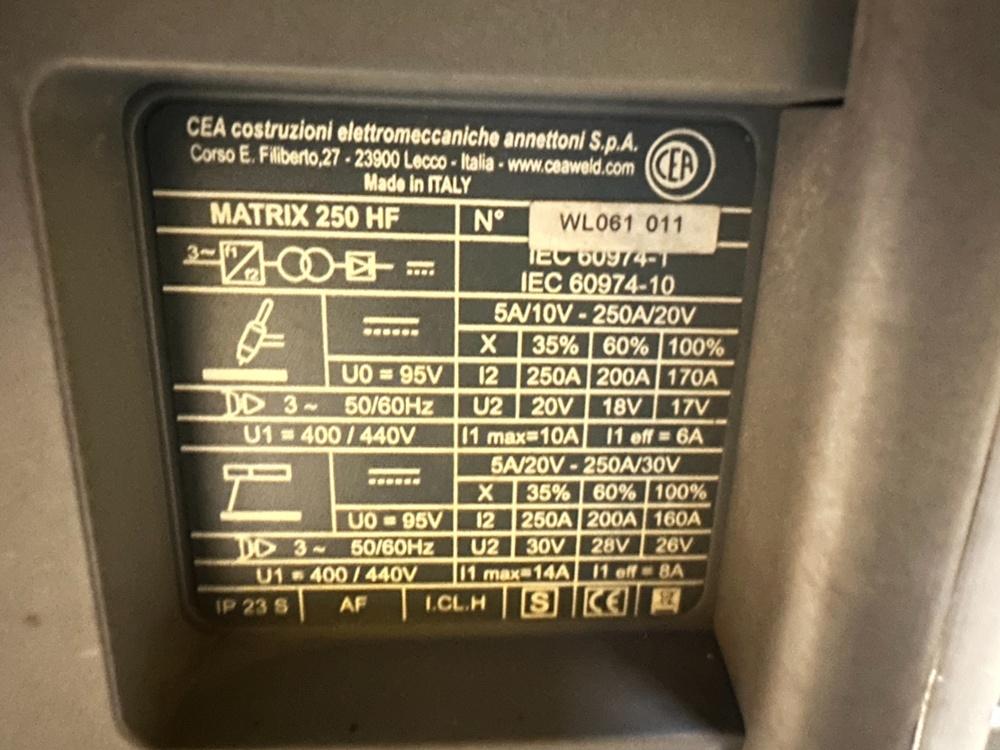 CEA costruzioni elettromeccaniche annettoni S.p.A.
Corso E. Filiberto,27 - 23900 Lecco - Italia - www.ceaweld.com
Made in ITALY
CEA
MATRIX 250 HF N° WL061 011
3~ f1 f2
IEC 60974-1
IEC 60974-10
5A/10V - 250A/20V
X 35% 60% 100%
U0 = 95V I2 250A 200A 170A
3~ 50/60Hz U2 20V 18V 17V
U1 = 400 / 440V I1 max=10A I1 eff = 6A
5A/20V - 250A/30V
X 35% 60% 100%
U0 = 95V I2 250A 200A 160A
3~ 50/60Hz U2 30V 28V 26V
U1 = 400 / 440V I1 max=14A I1 eff = 8A
IP 23 S AF I.CL.H S CE